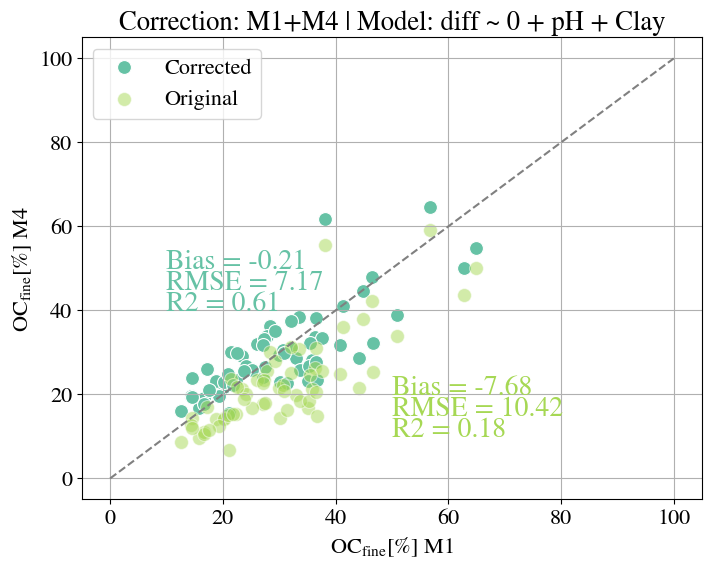 Correction: M1+M4 | Model: diff ~ 0 + pH + Clay
Corrected
Original
100
80
60
40
20
0
OCfine[%] M4
Bias = -0.21
RMSE = 7.17
R2 = 0.61
Bias = -7.68
RMSE = 10.42
R2 = 0.18
0 20 40 60 80 100
OCfine[%] M1